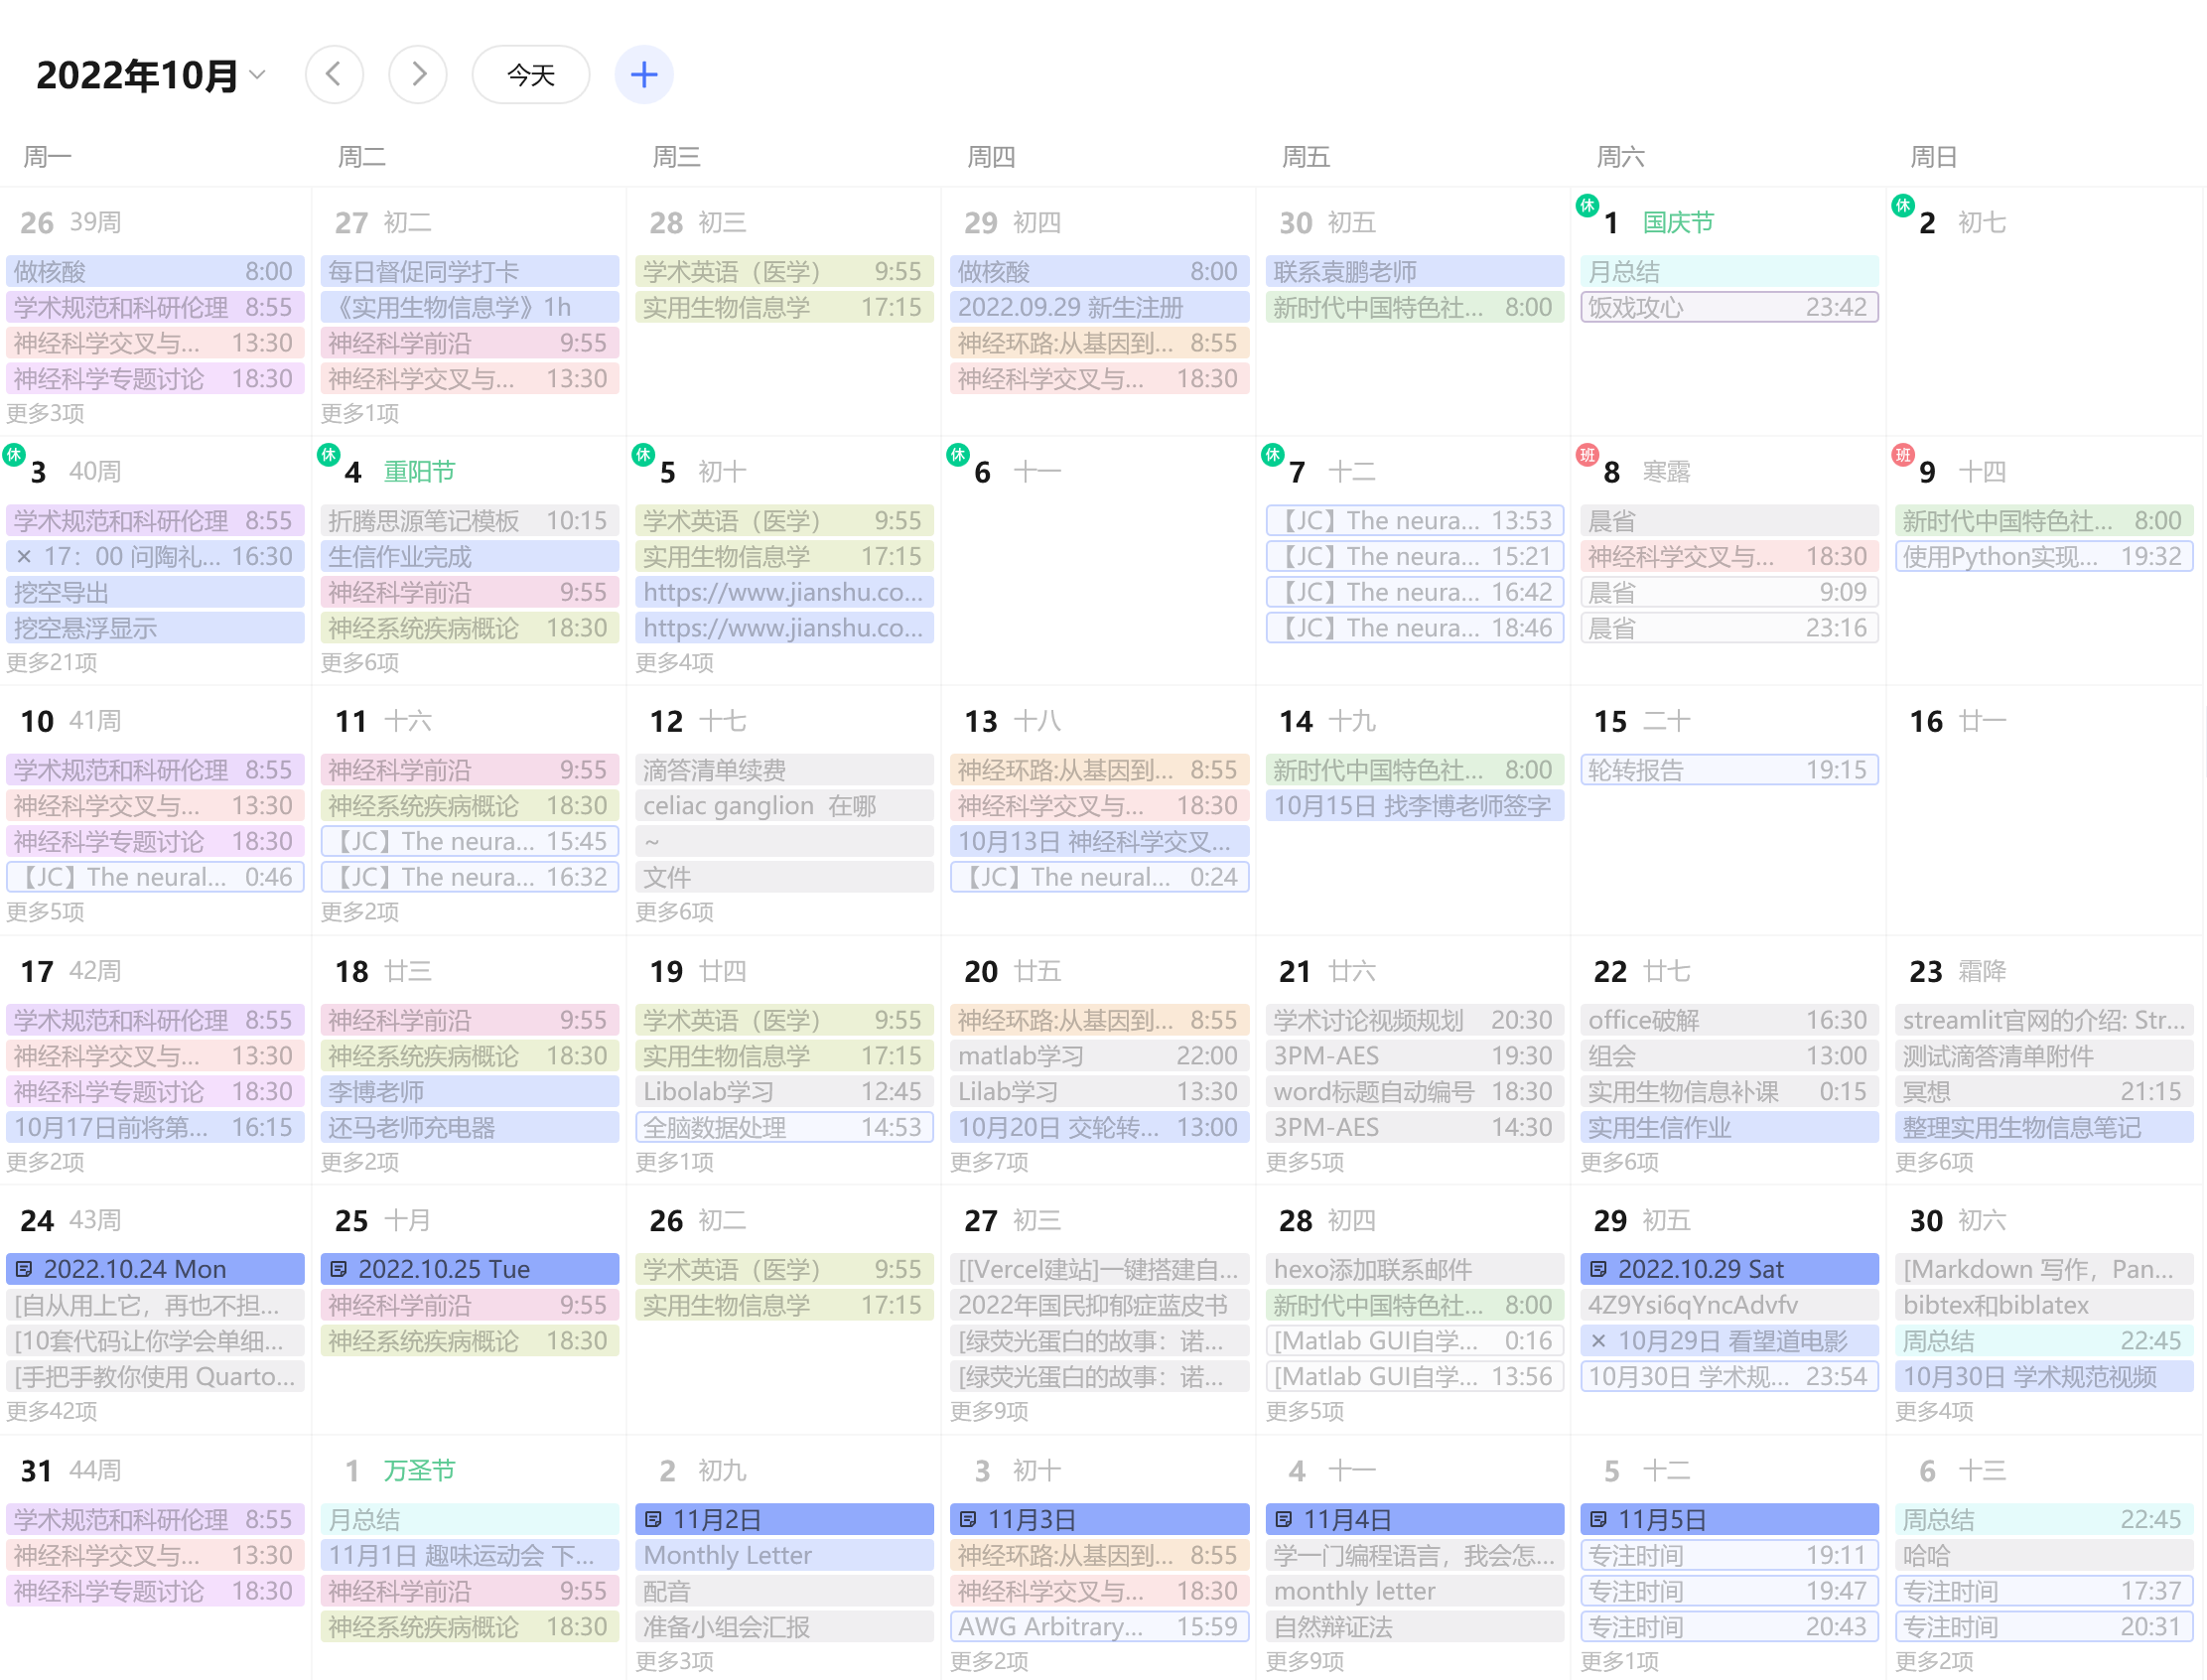 2022年10月 今天
周一 周二 周三 周四 周五 周六 周日
26 39周
做核酸 8:00
学术规范和科研伦理 8:55
神经科学交叉与... 13:30
神经科学专题讨论 18:30
更多3项
27 初二
每日督促同学打卡
《实用生物信息学》1h
神经科学前沿 9:55
神经科学交叉与... 13:30
更多1项
28 初三
学术英语（医学） 9:55
实用生物信息学 17:15
29 初四
做核酸 8:00
2022.09.29 新生注册
神经环路:从基因到... 8:55
神经科学交叉与... 18:30
30 初五
联系袁鹏老师
新时代中国特色社... 8:00
休 1 国庆节
月总结
饭戏攻心 23:42
休 2 初七
休 3 40周
学术规范和科研伦理 8:55
17：00 问陶礼... 16:30
挖空导出
挖空悬浮显示
更多21项
休 4 重阳节
折腾思源笔记模板 10:15
生信作业完成
神经科学前沿 9:55
神经系统疾病概论 18:30
更多6项
休 5 初十
学术英语（医学） 9:55
实用生物信息学 17:15
https://www.jianshu.co...
https://www.jianshu.co...
更多4项
休 6 十一
休 7 十二
【JC】The neura... 13:53
【JC】The neura... 15:21
【JC】The neura... 16:42
【JC】The neura... 18:46
班 8 寒露
晨省
神经科学交叉与... 18:30
晨省 9:09
晨省 23:16
班 9 十四
新时代中国特色社... 8:00
使用Python实现... 19:32
10 41周
学术规范和科研伦理 8:55
神经科学交叉与... 13:30
神经科学专题讨论 18:30
【JC】The neural... 0:46
更多5项
11 十六
神经科学前沿 9:55
神经系统疾病概论 18:30
【JC】The neura... 15:45
【JC】The neura... 16:32
更多2项
12 十七
滴答清单续费
celiac ganglion 在哪
~
文件
更多6项
13 十八
神经环路:从基因到... 8:55
神经科学交叉与... 18:30
10月13日 神经科学交叉...
【JC】The neural... 0:24
14 十九
新时代中国特色社... 8:00
10月15日 找李博老师签字
15 二十
轮转报告 19:15
16 廿一
17 42周
学术规范和科研伦理 8:55
神经科学交叉与... 13:30
神经科学专题讨论 18:30
10月17日前将第... 16:15
更多2项
18 廿三
神经科学前沿 9:55
神经系统疾病概论 18:30
李博老师
还马老师充电器
更多2项
19 廿四
学术英语（医学） 9:55
实用生物信息学 17:15
Libolab学习 12:45
全脑数据处理 14:53
更多1项
20 廿五
神经环路:从基因到... 8:55
matlab学习 22:00
Lilab学习 13:30
10月20日 交轮转... 13:00
更多7项
21 廿六
学术讨论视频规划 20:30
3PM-AES 19:30
word标题自动编号 18:30
3PM-AES 14:30
更多5项
22 廿七
office破解 16:30
组会 13:00
实用生物信息补课 0:15
实用生信作业
更多6项
23 霜降
streamlit官网的介绍: Str...
测试滴答清单附件
冥想 21:15
整理实用生物信息笔记
更多6项
24 43周
2022.10.24 Mon
[自从用上它，再也不担...
[10套代码让你学会单细...
[手把手教你使用 Quarto...
更多42项
25 十月
2022.10.25 Tue
神经科学前沿 9:55
神经系统疾病概论 18:30
26 初二
学术英语（医学） 9:55
实用生物信息学 17:15
27 初三
[[Vercel建站]一键搭建自...
2022年国民抑郁症蓝皮书
[绿荧光蛋白的故事：诺...
[绿荧光蛋白的故事：诺...
更多9项
28 初四
hexo添加联系邮件
新时代中国特色社... 8:00
[Matlab GUI自学... 0:16
[Matlab GUI自学... 13:56
更多5项
29 初五
2022.10.29 Sat
4Z9Ysi6qYncAdvfv
10月29日 看望道电影
10月30日 学术规... 23:54
30 初六
[Markdown 写作，Pan...
bibtex和biblatex
周总结 22:45
10月30日 学术规范视频
更多4项
31 44周
学术规范和科研伦理 8:55
神经科学交叉与... 13:30
神经科学专题讨论 18:30
1 万圣节
月总结
11月1日 趣味运动会 下...
神经科学前沿 9:55
神经系统疾病概论 18:30
2 初九
11月2日
Monthly Letter
配音
准备小组会汇报
更多3项
3 初十
11月3日
神经环路:从基因到... 8:55
神经科学交叉与... 18:30
AWG Arbitrary... 15:59
更多2项
4 十一
11月4日
学一门编程语言，我会怎...
monthly letter
自然辩证法
更多9项
5 十二
11月5日
专注时间 19:11
专注时间 19:47
专注时间 20:43
更多1项
6 十三
周总结 22:45
哈哈
专注时间 17:37
专注时间 20:31
更多2项